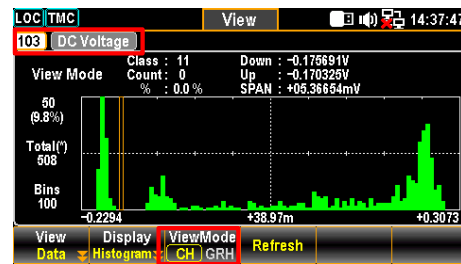 LOC TMC View 14:37:47
103 DC Voltage
View Mode Class : 11 Down : -0.175691V
Count: 0 Up : -0.170325V
% : 0.0 % SPAN : +05.36654mV
50
(9.8%)
Total(*)
508
Bins
100
-0.2294 +38.97m +0.3073
View Display ViewMode Refresh
Data Histogram CH GRH